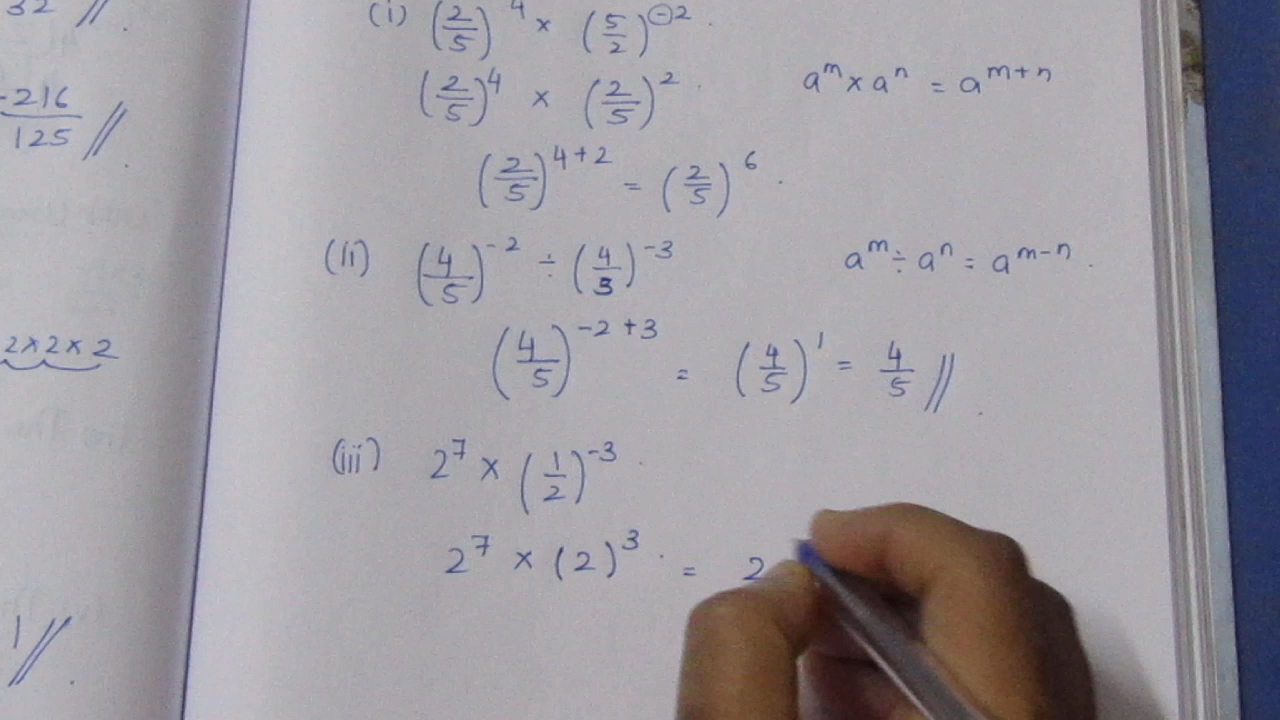 32 //
-216/125 //
2×2×2
1 //
(i) (2/5)^4 × (5/2)^-2
(2/5)^4 × (2/5)^2 a^m × a^n = a^m+n
(2/5)^4+2 = (2/5)^6
(ii) (4/5)^-2 ÷ (4/5)^-3 a^m ÷ a^n = a^m-n
(4/5)^-2+3 = (4/5)^1 = 4/5 //
(iii) 2^7 × (1/2)^-3
2^7 × (2)^3 = 2